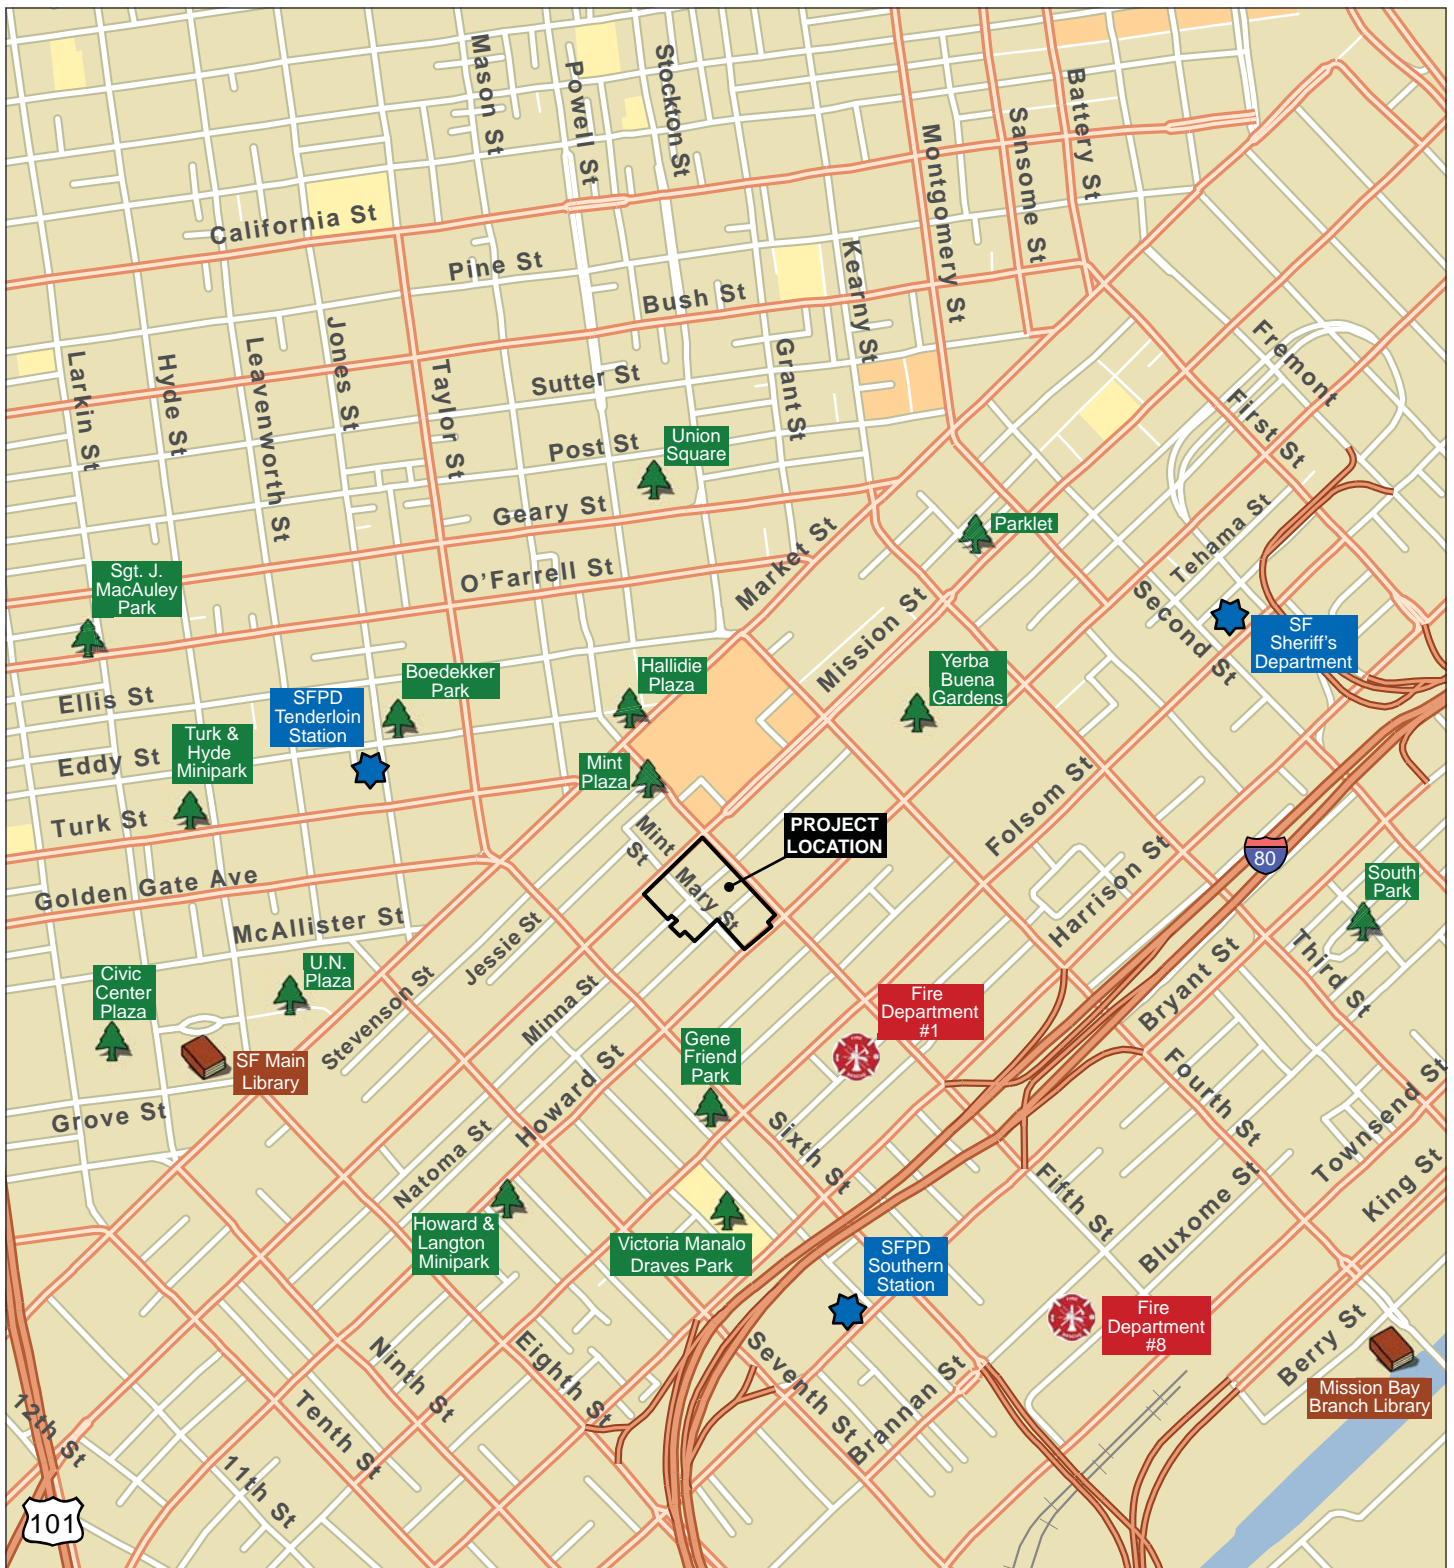 Mason St
Powell St
Stockton St
Battery St
Sansome St
Montgomery St
California St
Pine St
Kearny St
Bush St
Larkin St
Hyde St
Leavenworth St
Jones St
Taylor St
Sutter St
Grant St
Fremont
First St
Post St
Union
Square
Geary St
Parklet
Market St
O’Farrell St
Tehama St
Second St
Sgt. J.
MacAuley
Park
SF
Sheriff’s
Department
Mission St
Ellis St
SFPD
Tenderloin
Station
Boedekker
Park
Hallidie
Plaza
Yerba
Buena
Gardens
Eddy St
Turk &
Hyde
Minipark
Mint
Plaza
Turk St
Mint
St
PROJECT
LOCATION
Folsom St
80
Golden Gate Ave
Mary St
Harrison St
South
Park
McAllister St
Jessie St
Third St
Civic
Center
Plaza
U.N.
Plaza
Stevenson St
Minna St
Fire
Department
#1
Bryant St
SF Main
Library
Gene
Friend
Park
Howard St
Grove St
Natoma St
Sixth St
Fourth St
Townsend St
Fifth St
Bluxome St
King St
Howard &
Langton
Minipark
Victoria Manalo
Draves Park
SFPD
Southern
Station
Fire
Department
#8
Berry St
Ninth St
Eighth St
Seventh St
Brannan St
Mission Bay
Branch Library
12th St
Tenth St
11th St
101